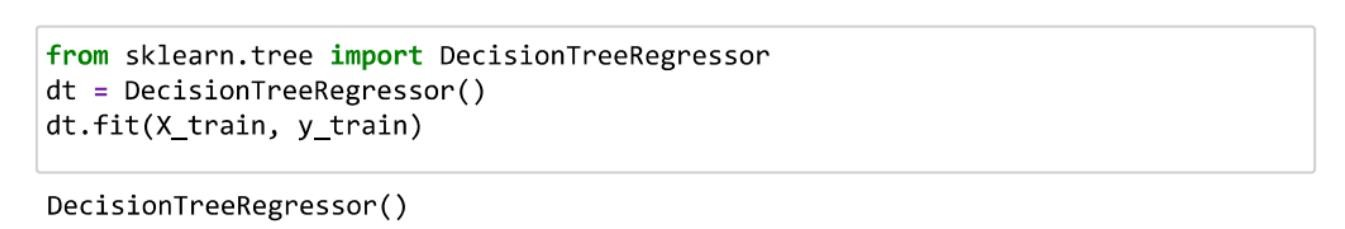 from sklearn.tree import DecisionTreeRegressor
dt = DecisionTreeRegressor()
dt.fit(X_train, y_train)
DecisionTreeRegressor()